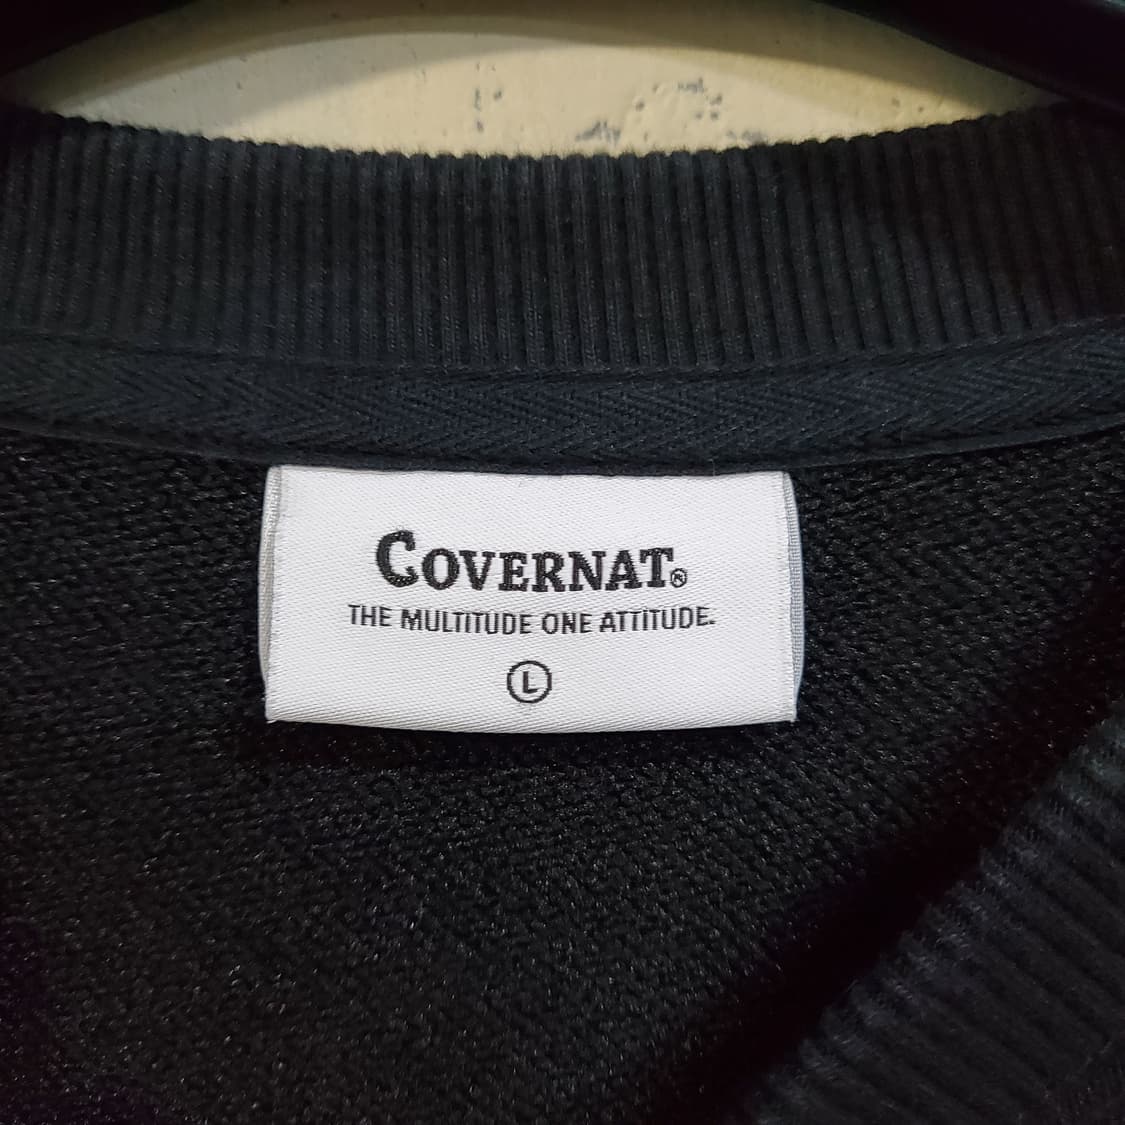 COVERNAT®
THE MULTITUDE ONE ATTITUDE.
L